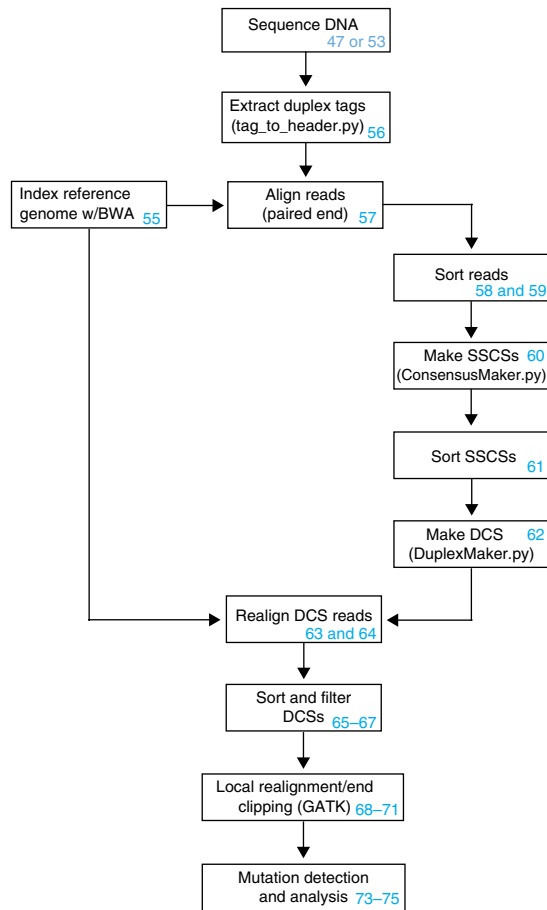 Sequence DNA
47 or 53
Extract duplex tags
(tag_to_header.py) 56
Index reference
genome w/BWA 55
Align reads
(paired end) 57
Sort reads
58 and 59
Make SSCSs 60
(ConsensusMaker.py)
Sort SSCSs
61
Make DCS 62
(DuplexMaker.py)
Realign DCS reads
63 and 64
Sort and filter
DCSs
65–67
Local realignment/end
clipping (GATK) 68–71
Mutation detection
and analysis 73–75